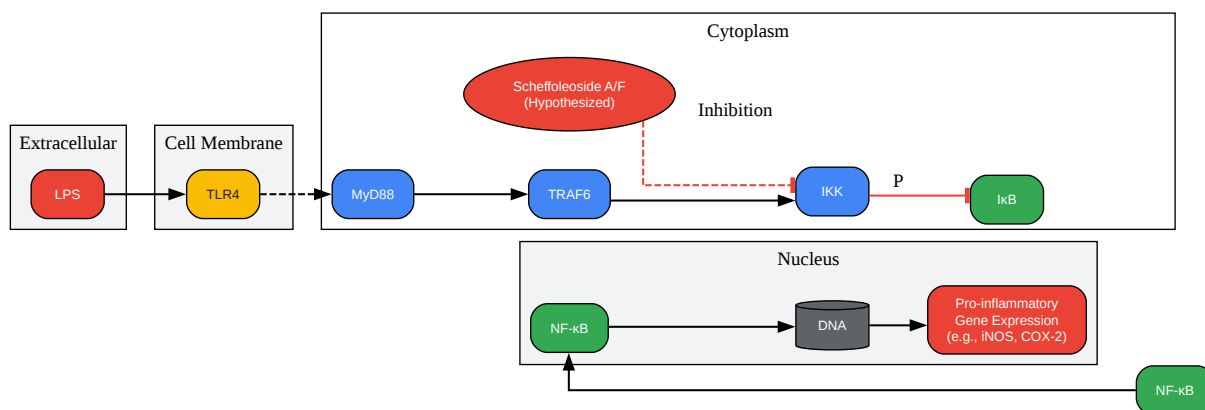 Cytoplasm
Scheffoleoside A/F
(Hypothesized)
Inhibition
Extracellular
Cell Membrane
LPS
TLR4
MyD88
TRAF6
IKK
P
IκB
Nucleus
NF-κB
DNA
Pro-inflammatory
Gene Expression
(e.g., iNOS, COX-2)
NF-κB